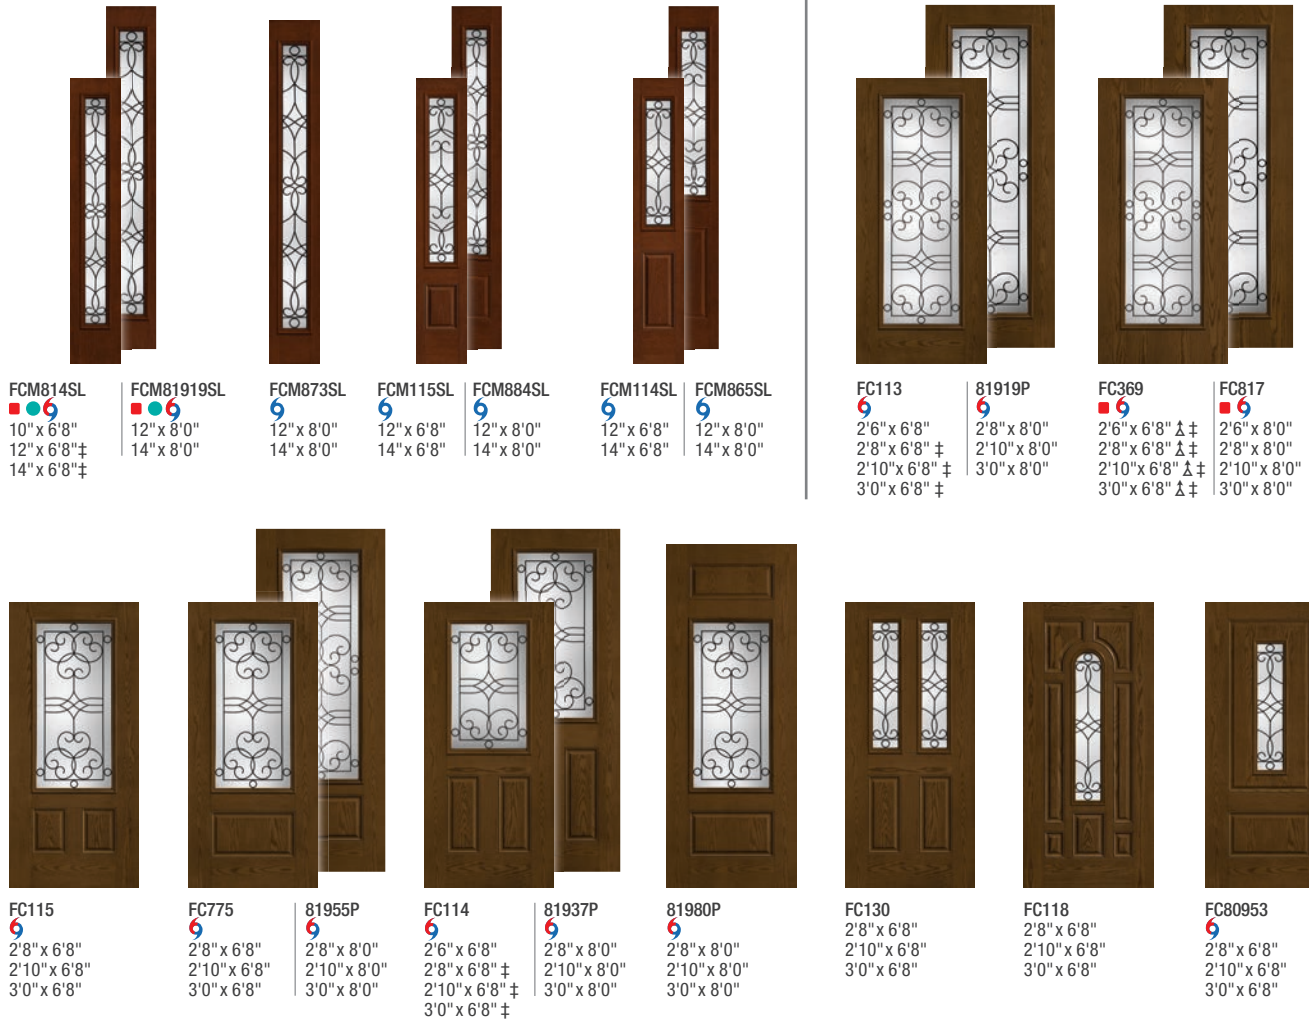 FCM814SL
10"x 6'8"
12"x 6'8"‡
14"x 6'8"‡
FCM81919SL
12"x 8'0"
14"x 8'0"
FCM873SL
12"x 8'0"
14"x 8'0"
FCM115SL
12"x 6'8"
14"x 6'8"
FCM884SL
12"x 8'0"
14"x 8'0"
FCM114SL
12"x 6'8"
14"x 6'8"
FCM865SL
12"x 8'0"
14"x 8'0"
FC113
2'6"x 6'8"
2'8"x 6'8" ‡
2'10"x 6'8" ‡
3'0"x 6'8" ‡
81919P
2'8"x 8'0"
2'10"x 8'0"
3'0"x 8'0"
FC369
2'6"x 6'8" ‡
2'8"x 6'8" ‡
2'10"x 6'8" ‡
3'0"x 6'8" ‡
FC817
2'6"x 8'0"
2'8"x 8'0"
2'10"x 8'0"
3'0"x 8'0"
FC115
2'8"x 6'8"
2'10"x 6'8"
3'0"x 6'8"
FC775
2'8"x 6'8"
2'10"x 6'8"
3'0"x 6'8"
81955P
2'8"x 8'0"
2'10"x 8'0"
3'0"x 8'0"
FC114
2'6"x 6'8"
2'8"x 6'8" ‡
2'10"x 6'8" ‡
3'0"x 6'8" ‡
81937P
2'8"x 8'0"
2'10"x 8'0"
3'0"x 8'0"
81980P
2'8"x 8'0"
2'10"x 8'0"
3'0"x 8'0"
FC130
2'8"x 6'8"
2'10"x 6'8"
3'0"x 6'8"
FC118
2'8"x 6'8"
2'10"x 6'8"
3'0"x 6'8"
FC80953
2'8"x 6'8"
2'10"x 6'8"
3'0"x 6'8"